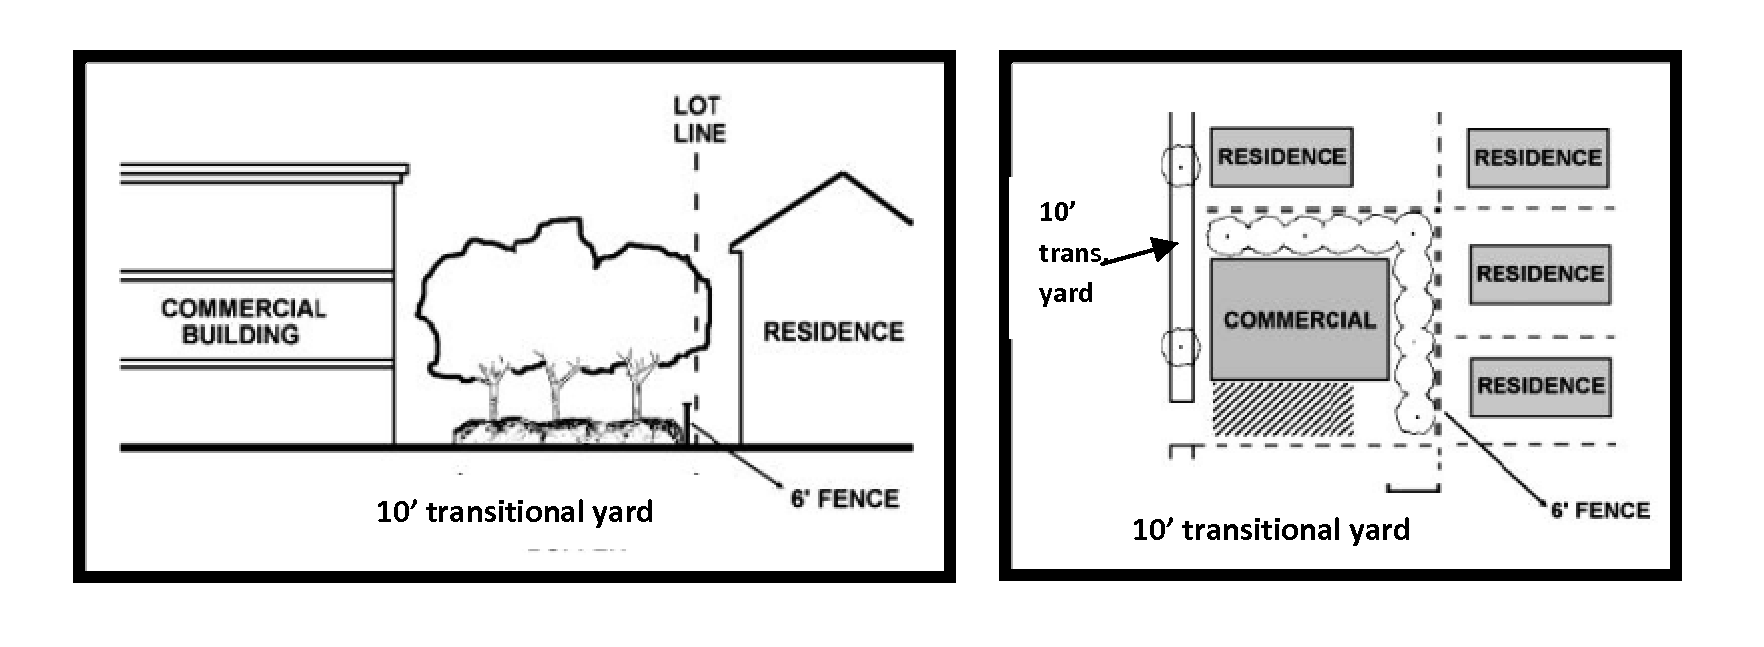 LOT
LINE
COMMERCIAL
BUILDING
RESIDENCE
6' FENCE
10’ transitional yard
RESIDENCE
RESIDENCE
10’
trans.
yard
RESIDENCE
COMMERCIAL
RESIDENCE
6' FENCE
10’ transitional yard